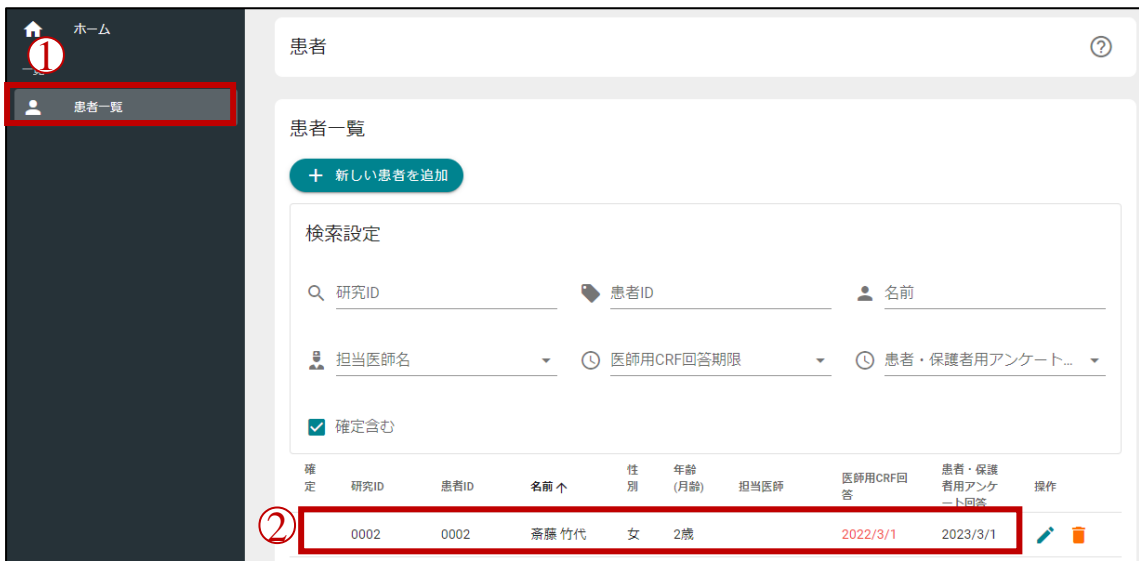 ホーム
①
一覧
患者一覧
患者
患者一覧
＋ 新しい患者を追加
検索設定
研究ID
患者ID
名前
担当医師名
医師用CRF回答期限
患者・保護者用アンケート...
確定含む
確
定
研究ID
患者ID
名前↑
性
別
年齢
(月齢)
担当医師
医師用CRF回
答
患者・保護
者用アンケ
ート回答
操作
②
0002
0002
斎藤 竹代
女
2歳
2022/3/1
2023/3/1